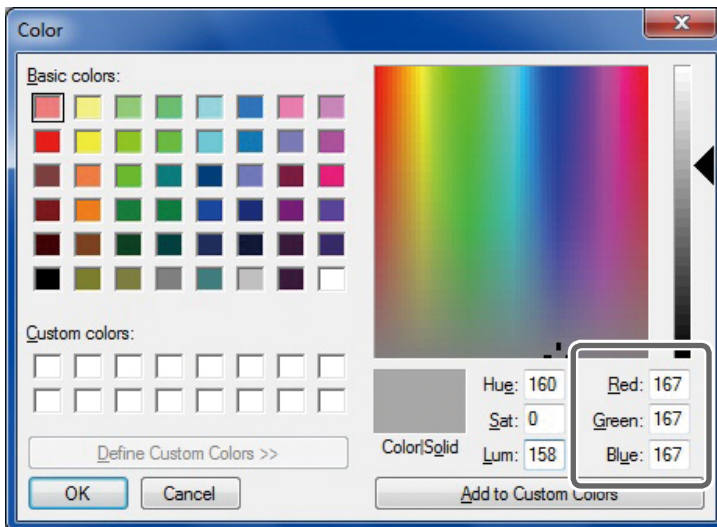 Color
Basic colors:
Custom colors:
Define Custom Colors >>
OK
Cancel
Color|Solid
Hue: 160
Sat: 0
Lum: 158
Red: 167
Green: 167
Blue: 167
Add to Custom Colors